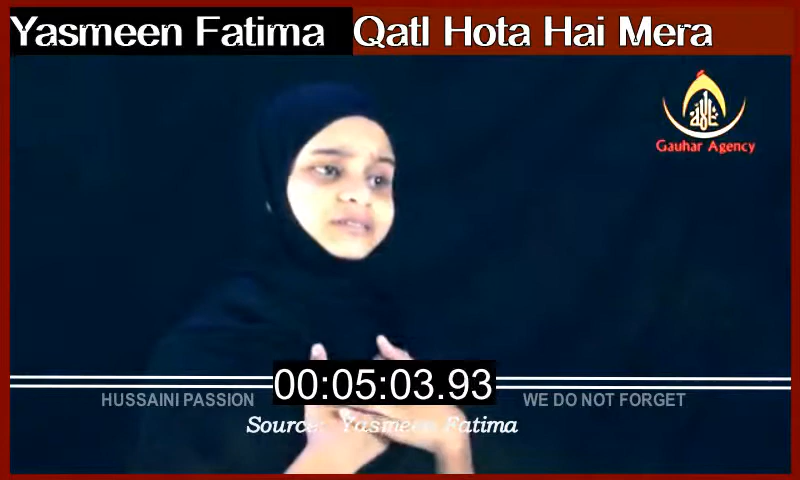 Yasmeen Fatima Qatl Hota Hai Mera
Gauhar Agency
00:05:03.93
HUSSAINI PASSION WE DO NOT FORGET
Source: Yasmeen Fatima